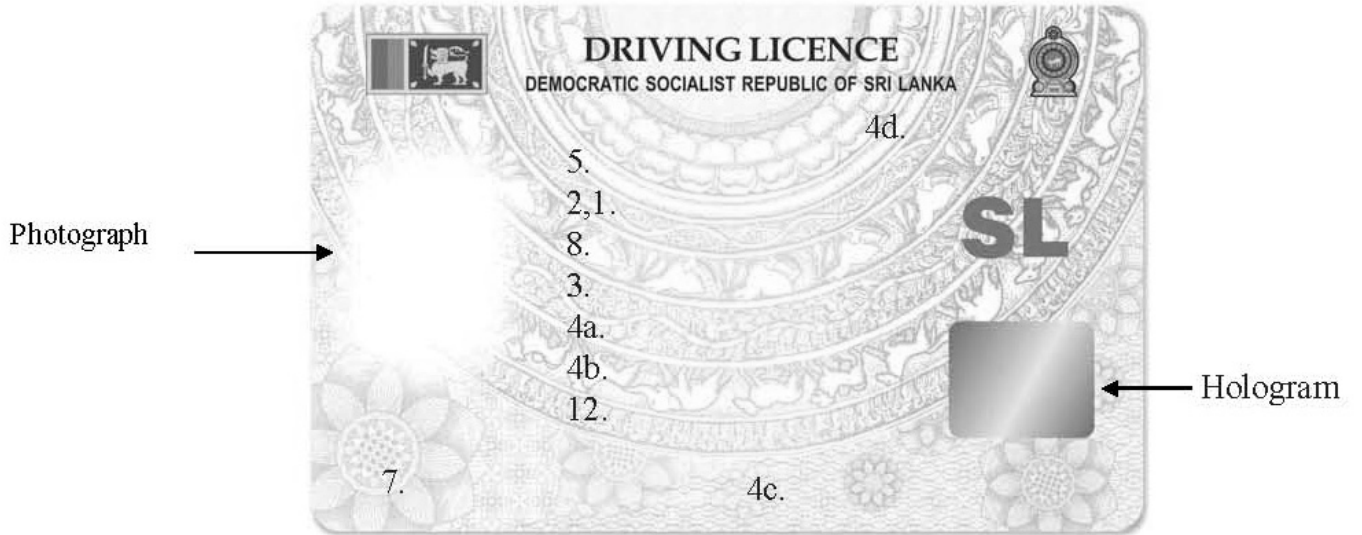 DRIVING LICENCE
DEMOCRATIC SOCIALIST REPUBLIC OF SRI LANKA
4d.
5.
2,1.
SL
Photograph
8.
3.
4a.
4b.
Hologram
12.
7.
4c.